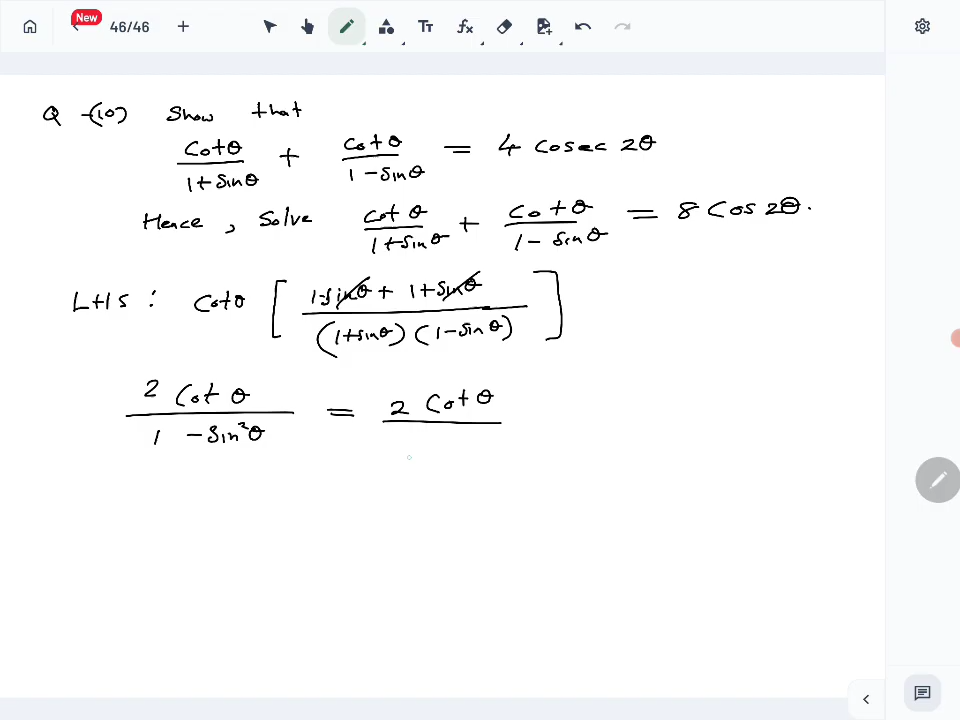 New
46/46
Tт
fx
Q-(10) Show that
cotθ/1+sinθ + cotθ/1-sinθ = 4 cosec 2θ
Hence, Solve cotθ/1+sinθ + cotθ/1-sinθ = 8 cos 2θ.
LHS : cotθ [ 1-sinθ + 1+sinθ / (1+sinθ)(1-sinθ) ]
2 cotθ / 1 - sin²θ = 2 cotθ